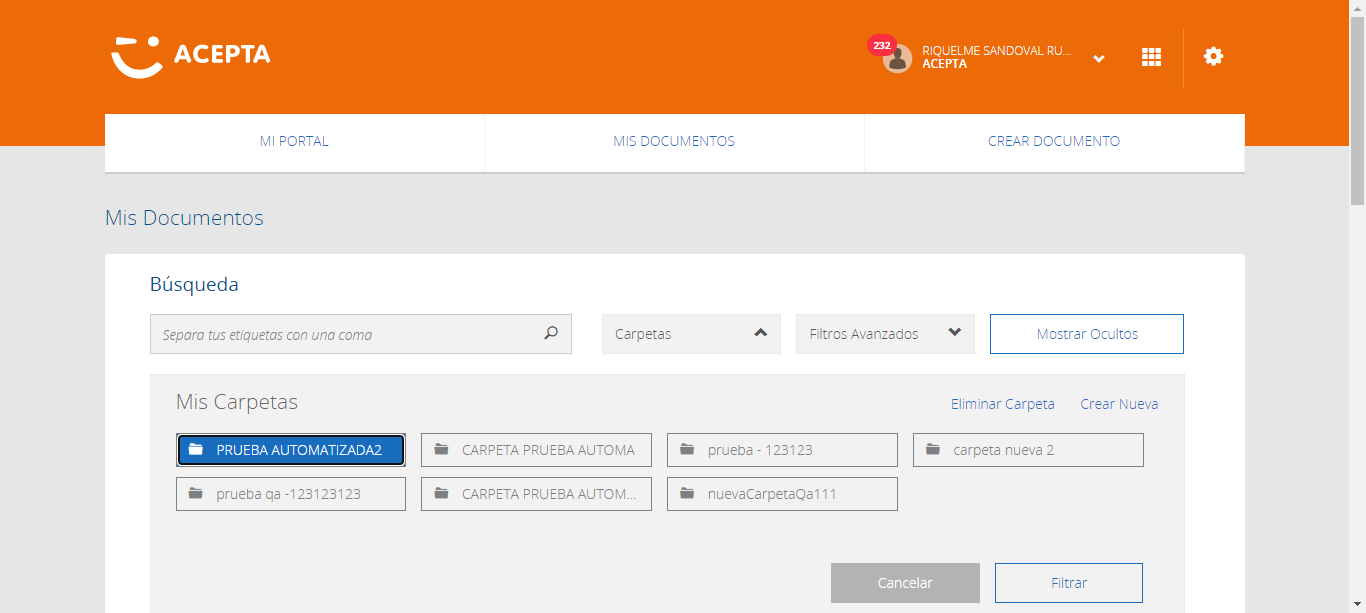 ACEPTA
232
RIQUELME SANDOVAL RU...
ACEPTA
MI PORTAL
MIS DOCUMENTOS
CREAR DOCUMENTO
Mis Documentos
Búsqueda
Separa tus etiquetas con una coma
Carpetas
Filtros Avanzados
Mostrar Ocultos
Mis Carpetas
Eliminar Carpeta
Crear Nueva
PRUEBA AUTOMATIZADA2
CARPETA PRUEBA AUTOMA
prueba - 123123
carpeta nueva 2
prueba qa -123123123
CARPETA PRUEBA AUTOM...
nuevaCarpetaQa111
Cancelar
Filtrar